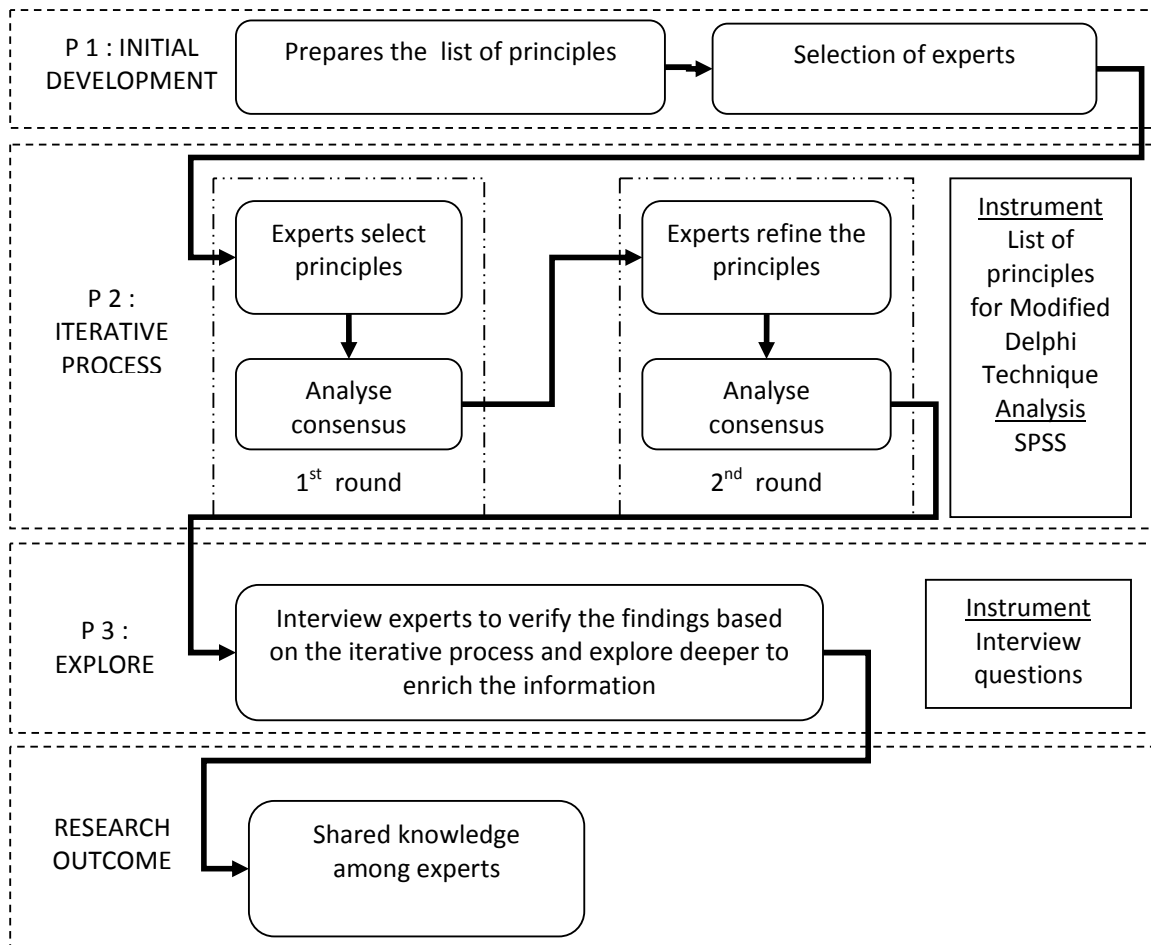 P 1 : INITIAL
DEVELOPMENT
Prepares the list of principles
Selection of experts
P 2 :
ITERATIVE
PROCESS
Experts select
principles
Analyse
consensus
1st round
Experts refine the
principles
Analyse
consensus
2nd round
Instrument
List of
principles
for Modified
Delphi
Technique
Analysis
SPSS
P 3 :
EXPLORE
Interview experts to verify the findings based
on the iterative process and explore deeper to
enrich the information
Instrument
Interview
questions
RESEARCH
OUTCOME
Shared knowledge
among experts